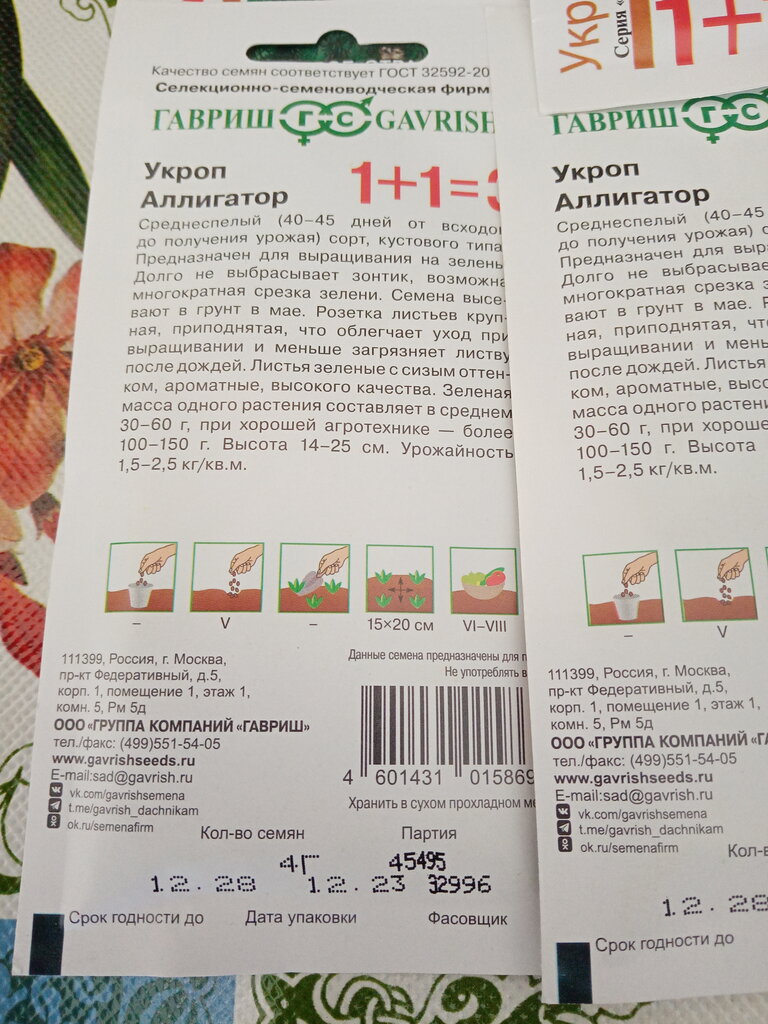 Качество семян соответствует ГОСТ 32592-20
Селекционно-семеноводческая фирм
ГАВРИШ ГС GAVRISH
Укроп
Аллигатор
1+1=3
Среднеспелый (40–45 дней от всходо
до получения урожая) сорт, кустового типа
Предназначен для выращивания на зелень
Долго не выбрасывает зонтик, возможна
многократная срезка зелени. Семена высе-
вают в грунт в мае. Розетка листьев круп-
ная, приподнятая, что облегчает уход при
выращивании и меньше загрязняет листву
после дождей. Листья зеленые с сизым оттен-
ком, ароматные, высокого качества. Зеленая
масса одного растения составляет в среднем
30–60 г, при хорошей агротехнике — более
100–150 г. Высота 14–25 см. Урожайность
1,5–2,5 кг/кв.м.
–
V
–
15×20 см
VI–VIII
111399, Россия, г. Москва,
пр-кт Федеративный, д.5,
корп. 1, помещение 1, этаж 1,
комн. 5, Рм 5д
ООО «ГРУППА КОМПАНИЙ «ГАВРИШ»
тел./факс: (499)551-54-05
www.gavrishseeds.ru
E-mail:sad@gavrish.ru
vk.com/gavrishsemena
t.me/gavrish_dachnikam
ok.ru/semenafirm
Данные семена предназначены для п
Не употреблять в
4 601431 015869
Хранить в сухом прохладном ме
Кол-во семян
Партия
4Г 45495
12.28 12.23 32996
Срок годности до Дата упаковки Фасовщик
Укр
Серия «
1+
ГАВРИШ ГС
Укроп
Аллигатор
Среднеспелый (40–45
до получения урожая) с
Предназначен для выр
Долго не выбрасывае
многократная срезка з
вают в грунт в мае. Р
ная, приподнятая, чт
выращивании и мень
после дождей. Листья
ком, ароматные, высо
масса одного растени
30–60 г, при хороше
100–150 г. Высота
1,5–2,5 кг/кв.м.
–
V
111399, Россия, г. Москва,
пр-кт Федеративный, д.5,
корп. 1, помещение 1, этаж 1,
комн. 5, Рм 5д
ООО «ГРУППА КОМПАНИЙ «ГА
тел./факс: (499)551-54-05
www.gavrishseeds.ru
E-mail:sad@gavrish.ru
vk.com/gavrishsemena
t.me/gavrish_dachnikam
ok.ru/semenafirm
Кол-в
12.28
Срок годности до